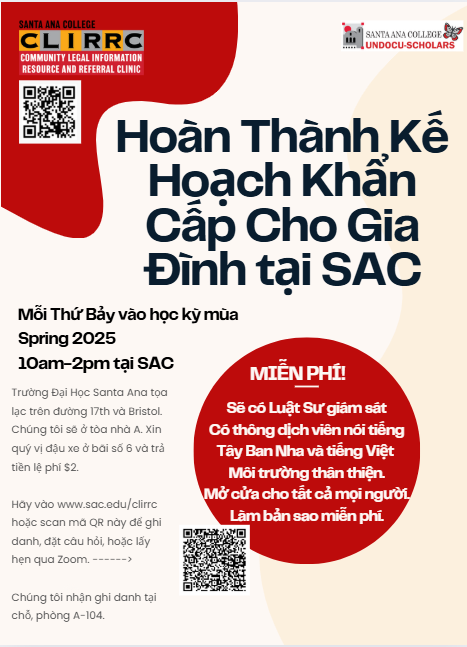 SANTA ANA COLLEGE
CLIRRC
COMMUNITY LEGAL INFORMATION
RESOURCE AND REFERRAL CLINIC
SANTA ANA COLLEGE
UNDOCU-SCHOLARS
Hoàn Thành Kế
Hoạch Khẩn
Cấp Cho Gia
Đình tại SAC
Mỗi Thứ Bảy vào học kỳ mùa
Spring 2025
10am-2pm tại SAC
Trường Đại Học Santa Ana tọa
lạc trên đường 17th và Bristol.
Chúng tôi sẽ ở tòa nhà A. Xin
quý vị đậu xe ở bãi số 6 và trả
tiền lệ phí $2.
Hãy vào www.sac.edu/clirrc
hoặc scan mã QR này để ghi
danh, đặt câu hỏi, hoặc lấy
hẹn qua Zoom. ------>
Chúng tôi nhận ghi danh tại
chỗ, phòng A-104.
MIỄN PHÍ!
Sẽ có Luật Sư giám sát
Có thông dịch viên nói tiếng
Tây Ban Nha và tiếng Việt
Môi trường thân thiện.
Mở cửa cho tất cả mọi người.
Làm bản sao miễn phí.